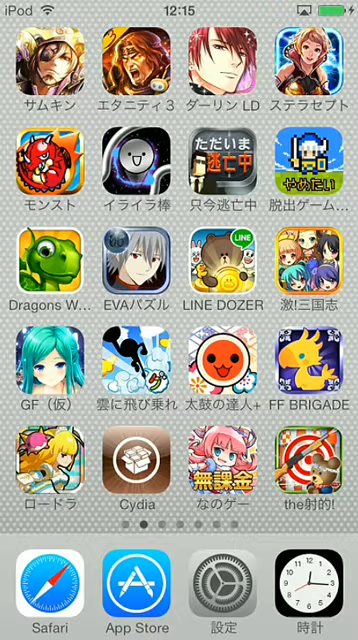 iPod 12:15
サムキン エタニティ3 ダーリン LD ステラセプト
ただいま
逃亡中
やめたい
モンスト イライラ棒 只今逃亡中 脱出ゲーム…
LINE
Dragons W… EVAパズル LINE DOZER 激!三国志
GF（仮） 雲に飛び乗れ 太鼓の達人+ FF BRIGADE
無課金
ロードラ Cydia なのゲー the射的!
Safari App Store 設定 時計